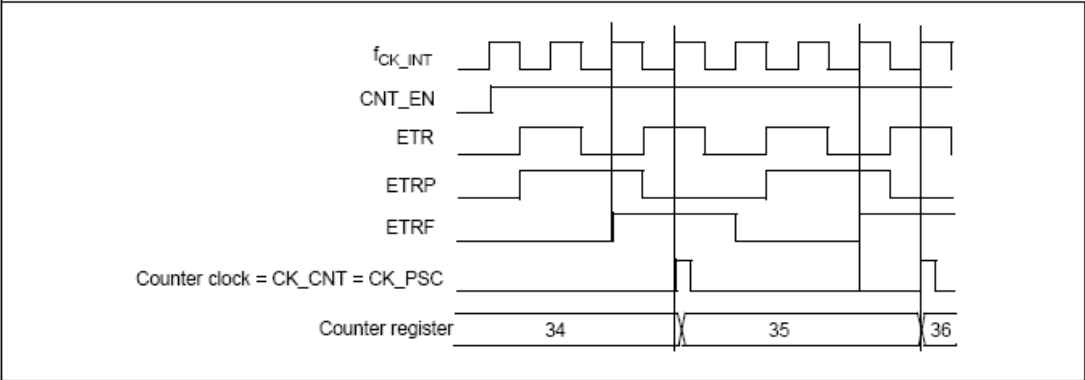 fCK_INT
CNT_EN
ETR
ETRP
ETRF
Counter clock = CK_CNT = CK_PSC
Counter register 34 35 36